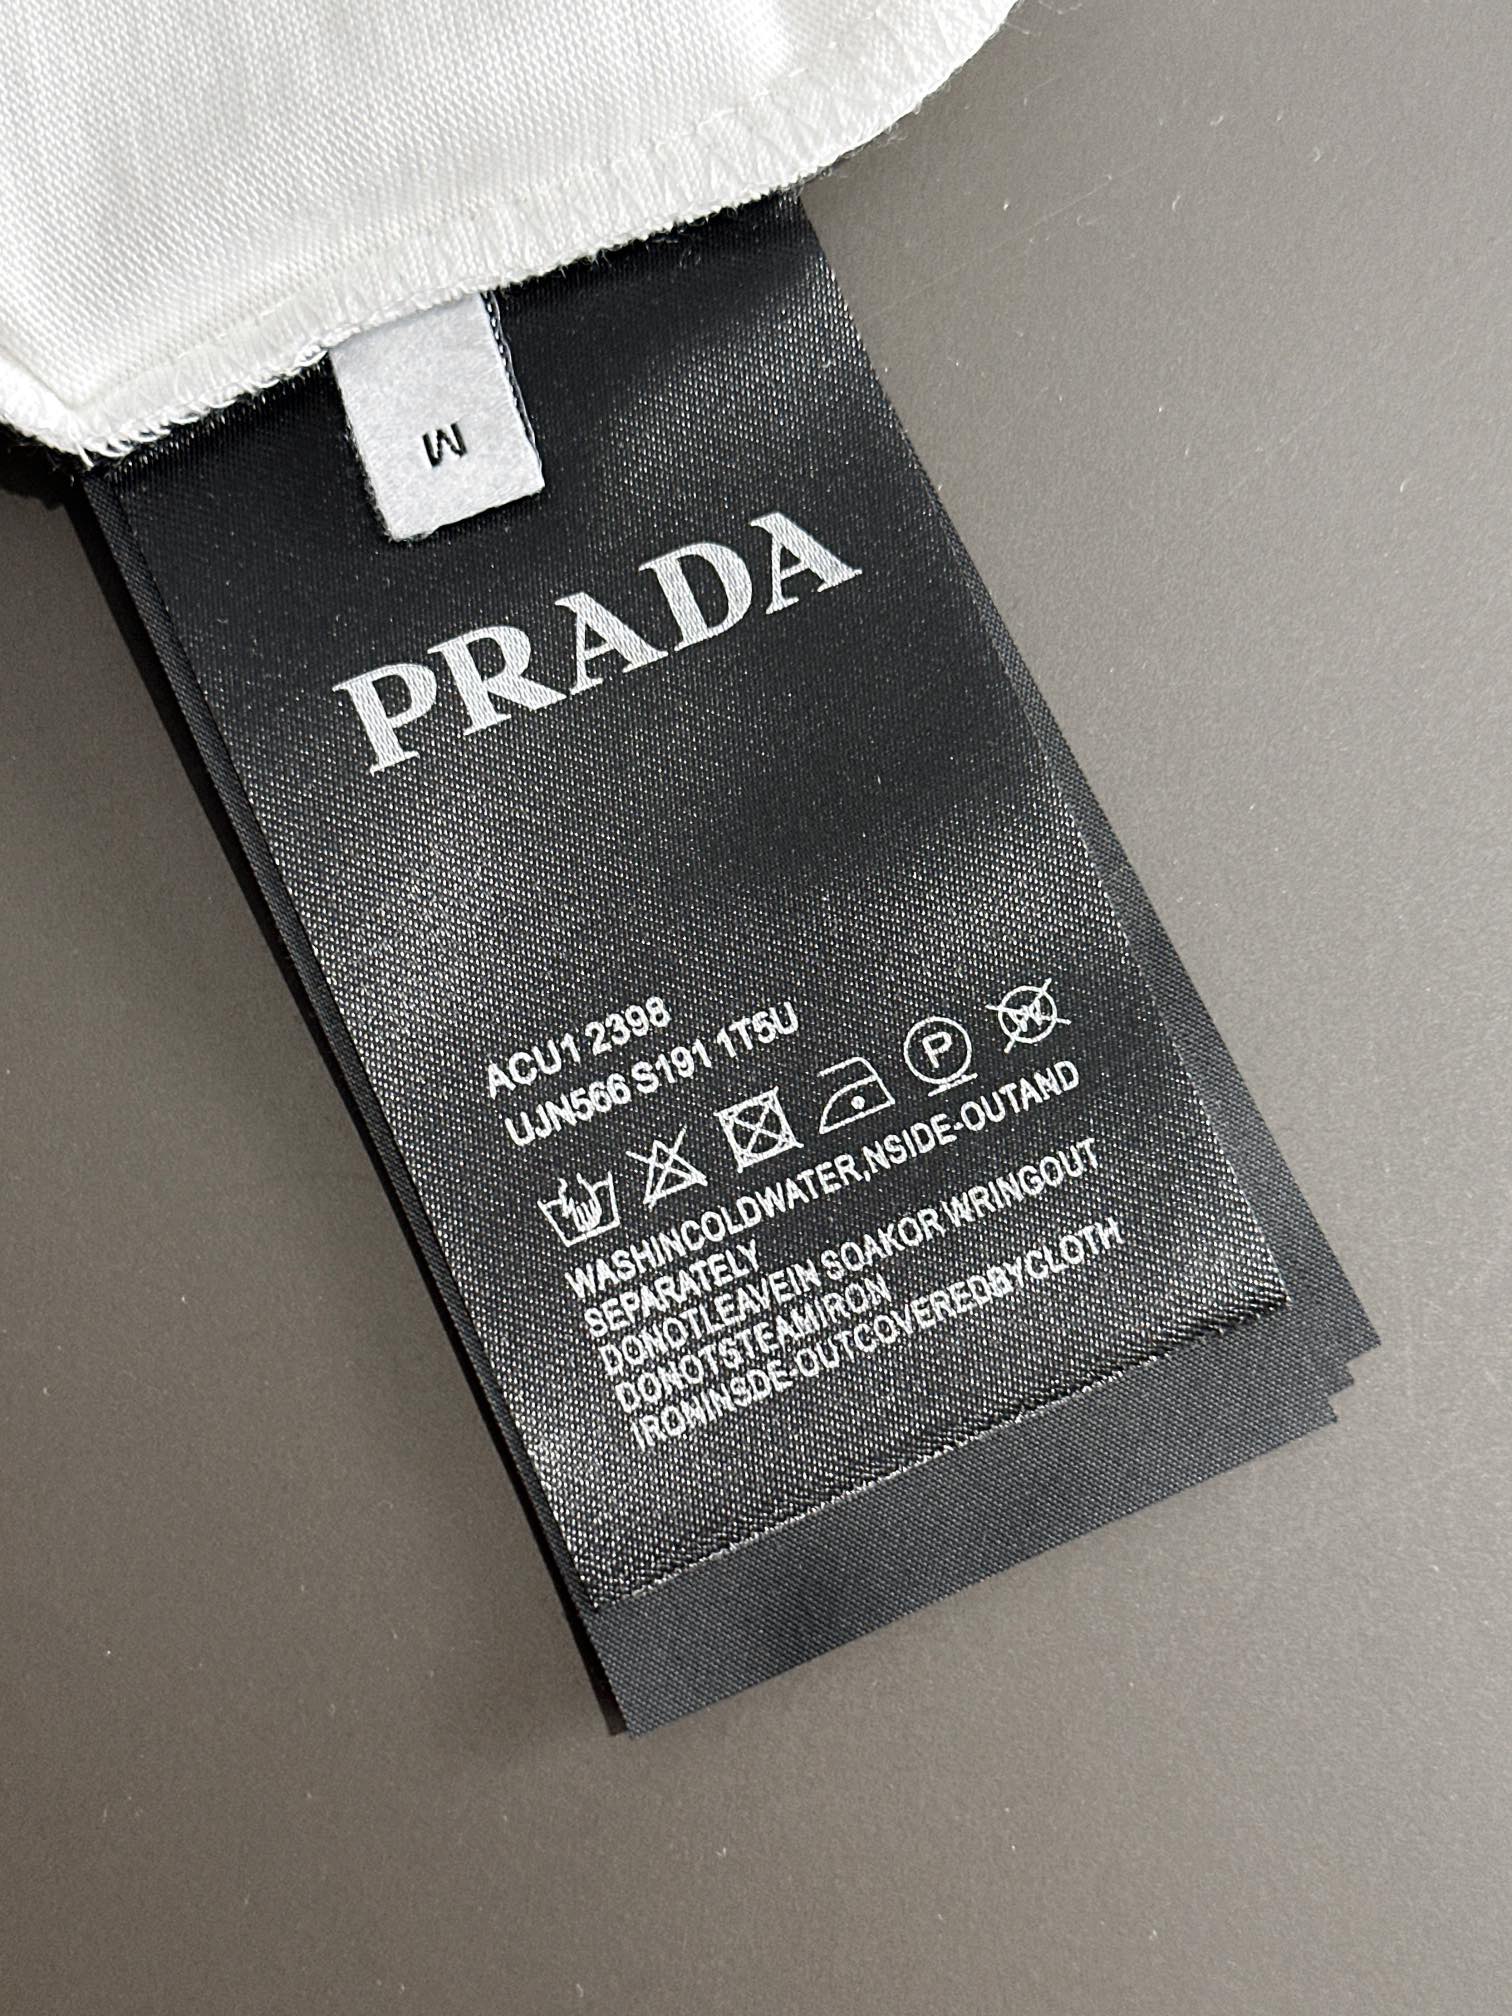 M
PRADA
ACU1 2398
UJN566 S191 1T5U
P
W
WASHINCOLDWATER,NSIDE-OUTAND
SEPARATELY
DONOTLEAVEIN SOAKOR WRINGOUT
DONOTSTEAMIRON
IRONINSDE-OUTCOVEREDBYCLOTH